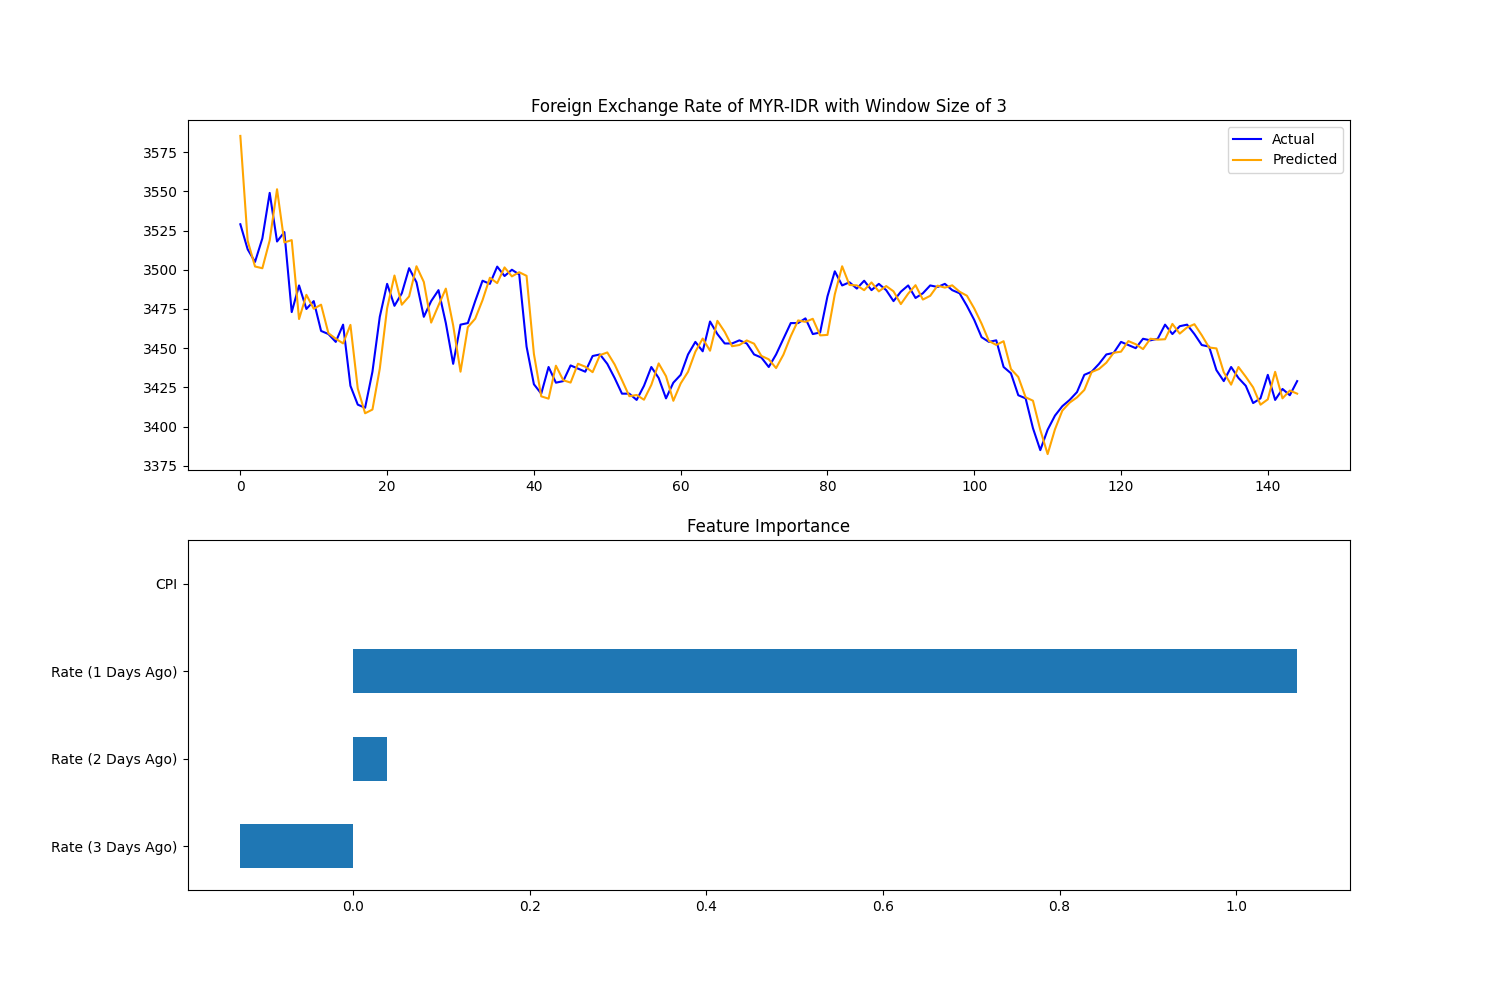 Foreign Exchange Rate of MYR-IDR with Window Size of 3
Actual
Predicted
3575
3550
3525
3500
3475
3450
3425
3400
3375
0 20 40 60 80 100 120 140
Feature Importance
CPI
Rate (1 Days Ago)
Rate (2 Days Ago)
Rate (3 Days Ago)
0.0 0.2 0.4 0.6 0.8 1.0